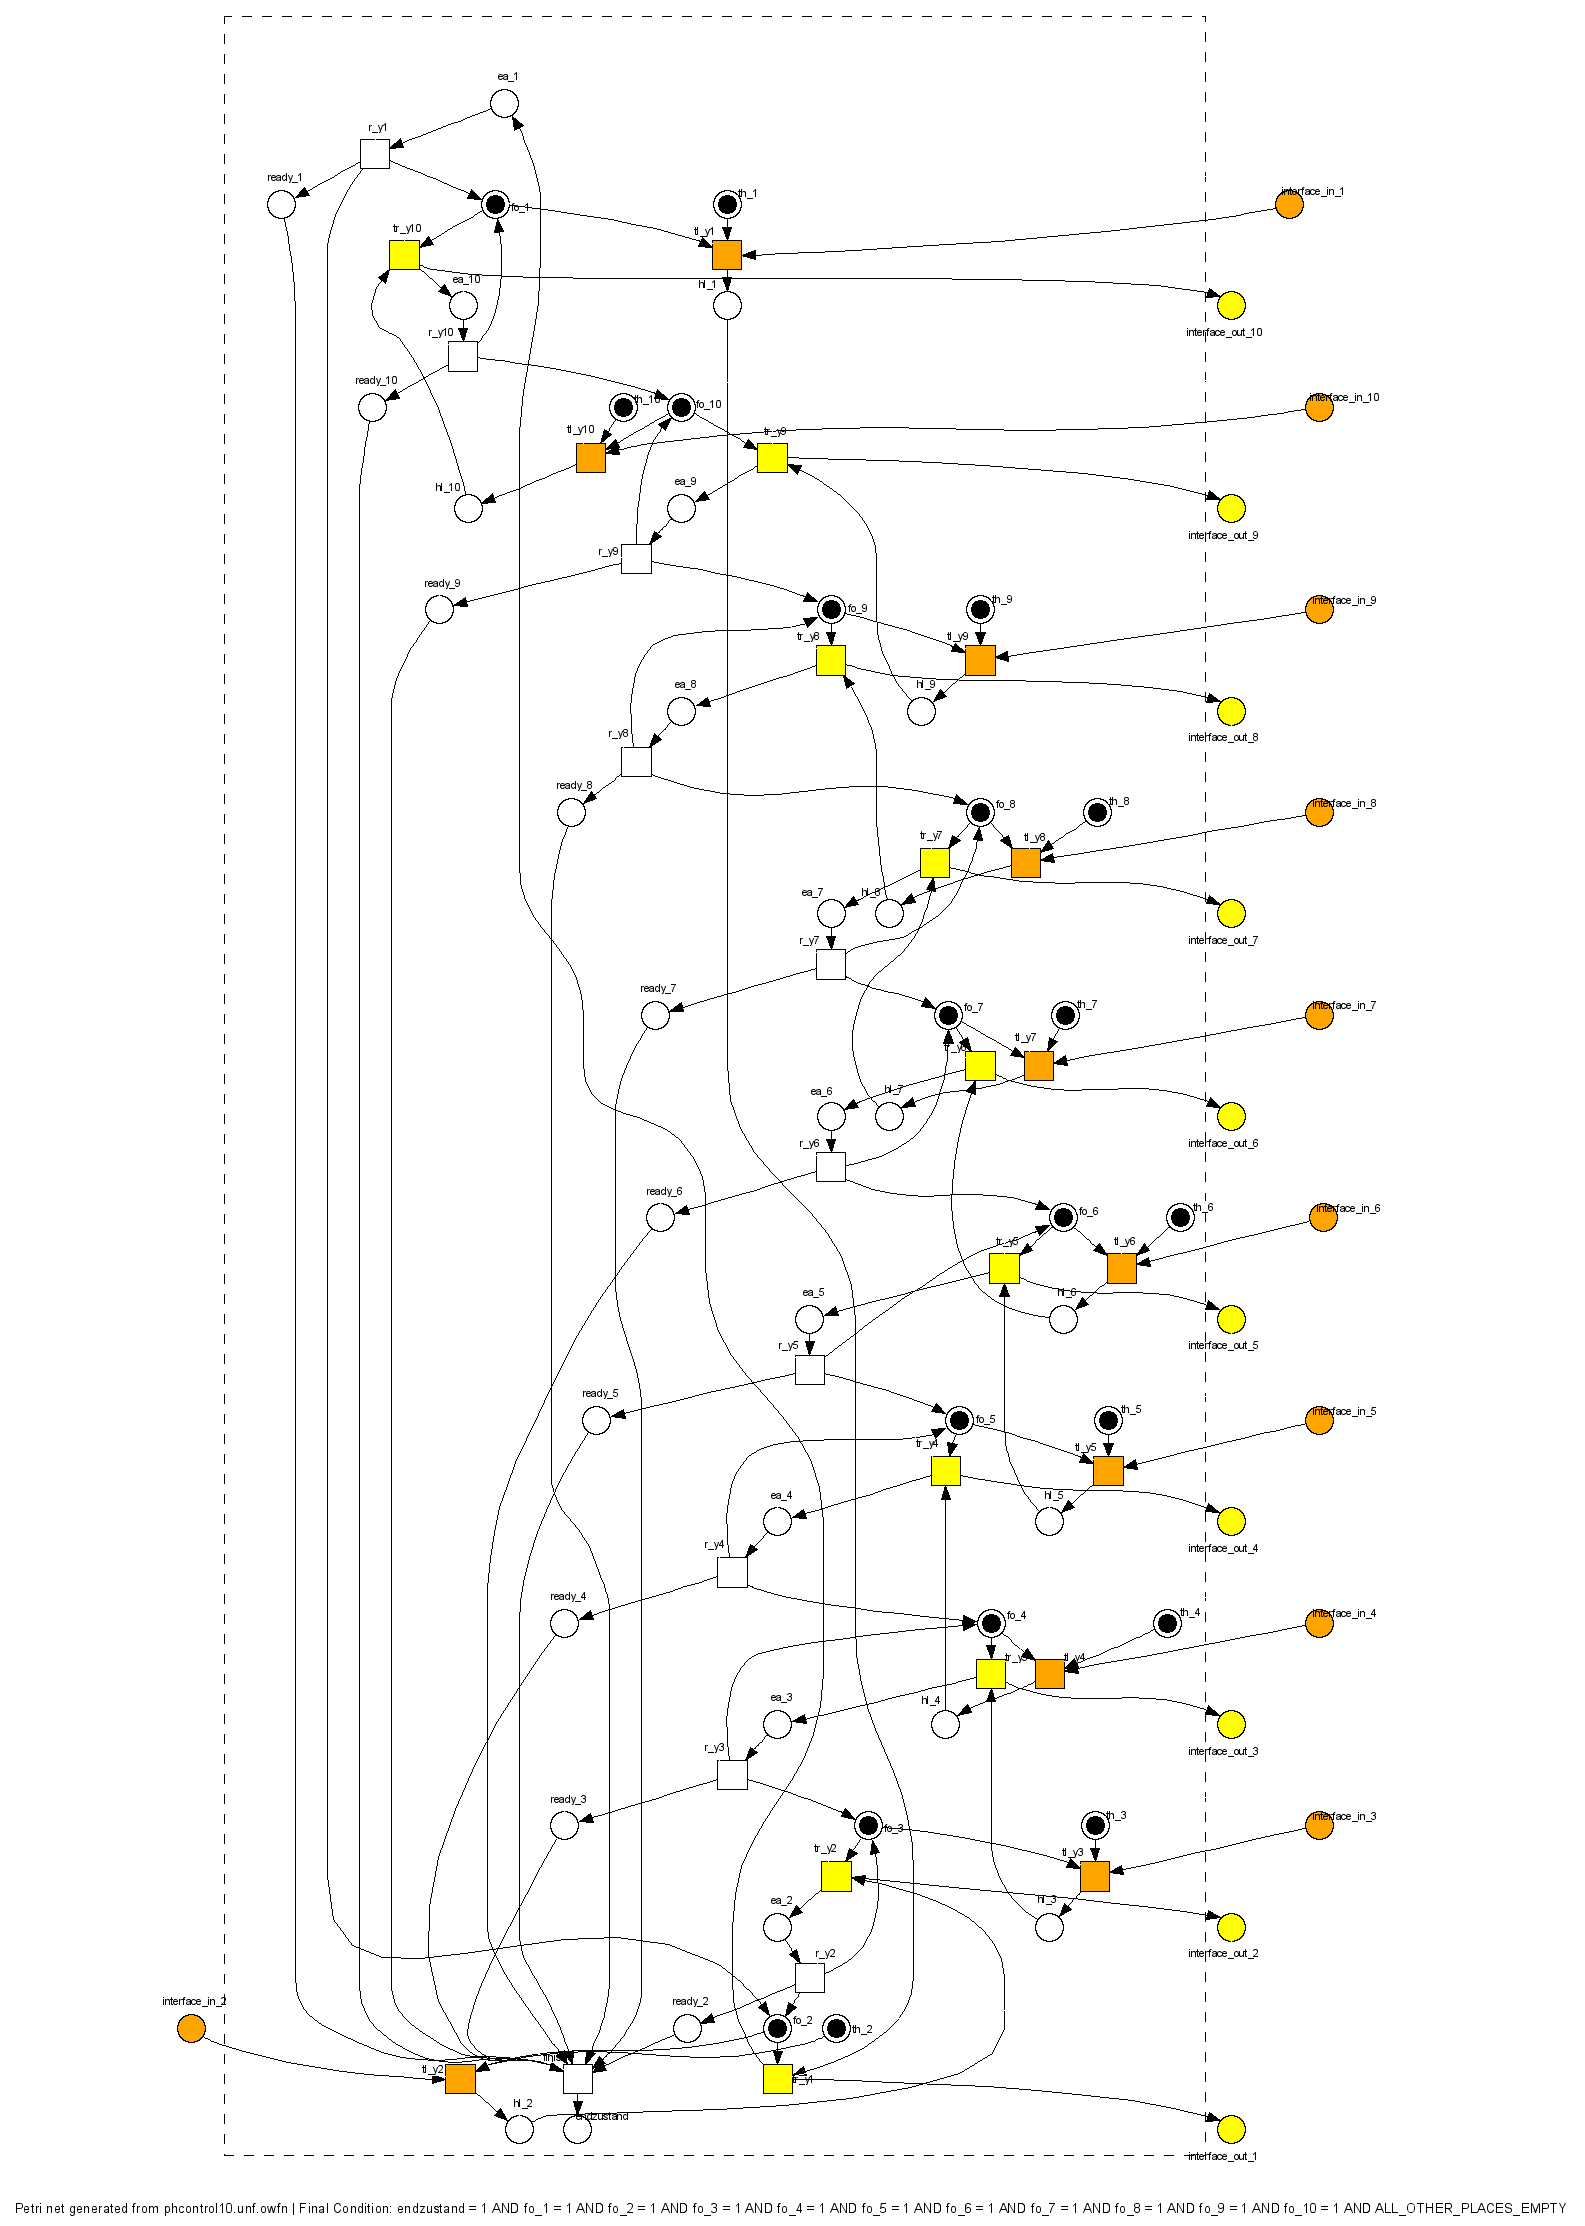 ea_1
r_y1
ready_1
fo_1
th_1
interface_in_1
tr_y10
tl_y1
ea_10
hl_1
r_y10
interface_out_10
ready_10
th_10
fo_10
interface_in_10
tl_y10
tr_y9
hl_10
ea_9
interface_out_9
r_y9
ready_9
fo_9
th_9
interface_in_9
tr_y8
tl_y9
ea_8
hl_9
r_y8
interface_out_8
ready_8
fo_8
th_8
interface_in_8
tr_y7
tl_y8
ea_7
hl_8
r_y7
interface_out_7
ready_7
fo_7
th_7
interface_in_7
tr_y6
tl_y7
ea_6
hl_7
r_y6
interface_out_6
ready_6
fo_6
th_6
interface_in_6
tr_y5
tl_y6
ea_5
hl_6
r_y5
interface_out_5
ready_5
fo_5
th_5
interface_in_5
tr_y4
tl_y5
ea_4
hl_5
r_y4
interface_out_4
ready_4
fo_4
th_4
interface_in_4
tr_y3
tl_y4
ea_3
hl_4
r_y3
interface_out_3
ready_3
fo_3
th_3
interface_in_3
tr_y2
tl_y3
ea_2
hl_3
r_y2
interface_out_2
interface_in_2
ready_2
fo_2
th_2
tl_y2
tr_y1
hl_2
endzustand
interface_out_1
Petri net generated from phcontrol10.unf.owfn | Final Condition: endzustand = 1 AND fo_1 = 1 AND fo_2 = 1 AND fo_3 = 1 AND fo_4 = 1 AND fo_5 = 1 AND fo_6 = 1 AND fo_7 = 1 AND fo_8 = 1 AND fo_9 = 1 AND fo_10 = 1 AND ALL_OTHER_PLACES_EMPTY